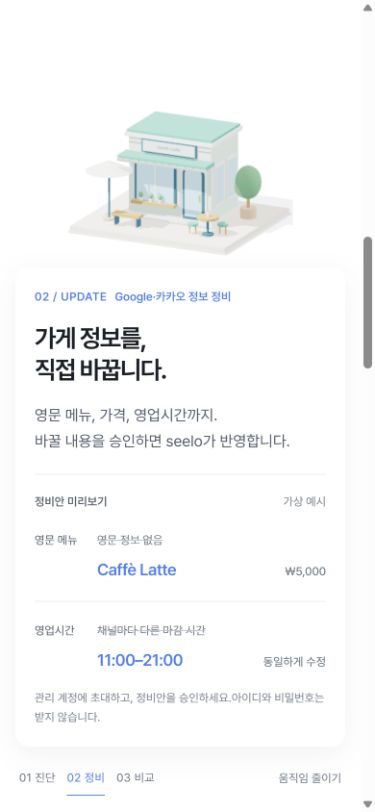 02 / UPDATE Google·카카오 정보 정비
가게 정보를,
직접 바꿉니다.
영문 메뉴, 가격, 영업시간까지.
바꿀 내용을 승인하면 seelo가 반영합니다.
정비안 미리보기 가상 예시
영문 메뉴 영문 정보 없음
Caffè Latte ₩5,000
영업시간 채널마다 다른 마감 시간
11:00–21:00 동일하게 수정
관리 계정에 초대하고, 정비안을 승인하세요.아이디와 비밀번호는
받지 않습니다.
01 진단 02 정비 03 비교 움직임 줄이기